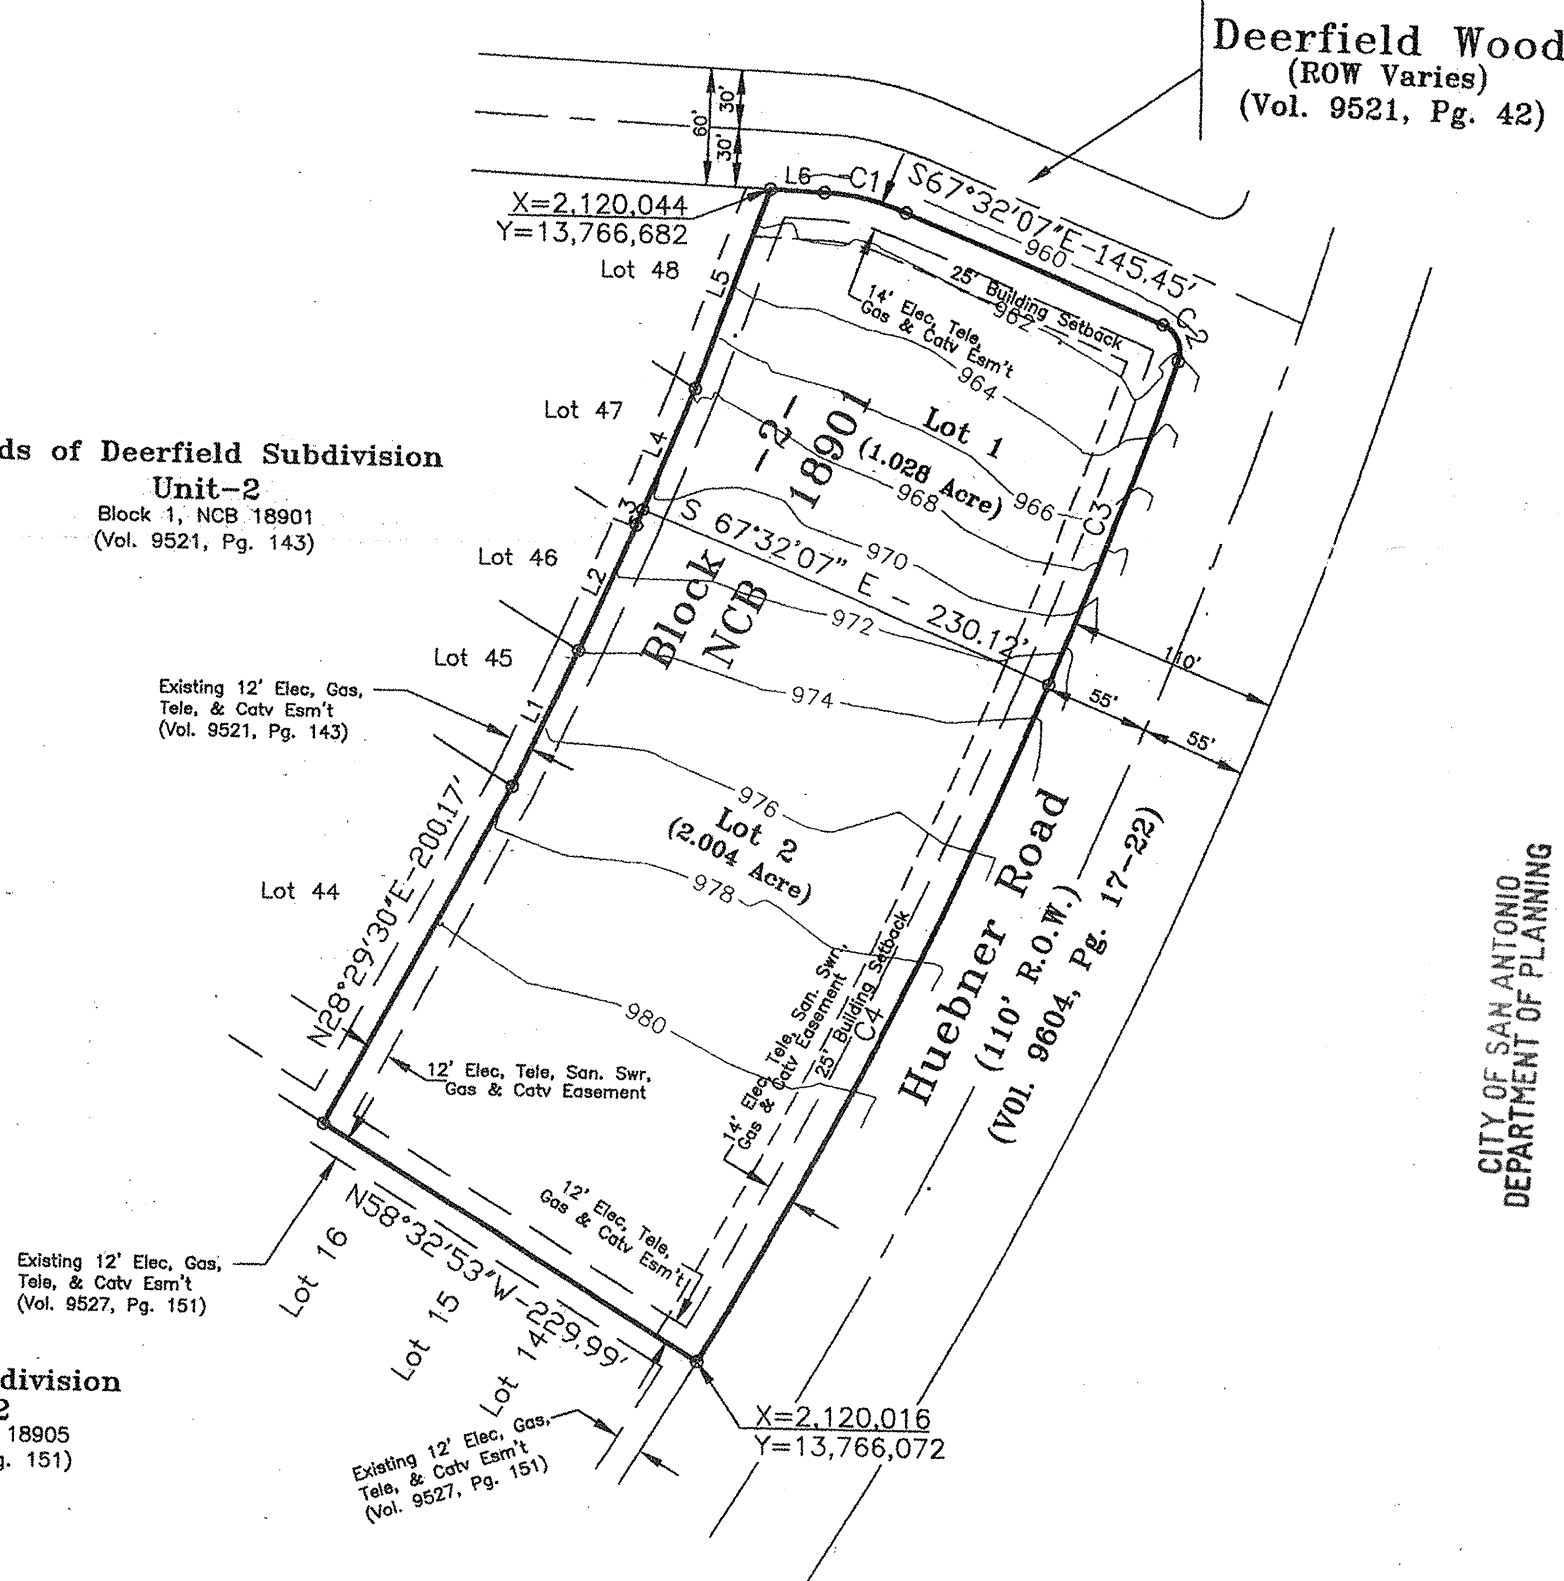 Deerfield Wood
(ROW Varies)
(Vol. 9521, Pg. 42)
60'
30'
30'
L6
C1
S67°32'07"E-145.45'
X=2,120,044
Y=13,766,682
Lot 48
L5
960
25' Building Setback
962
14' Elec, Tele,
Gas & Catv Esm't
C2
964
Lot 47
L4
Lot 1
(1.028 Acre)
966
968
C3
Block -2-
NCB 18901
ds of Deerfield Subdivision
Unit-2
Block 1, NCB 18901
(Vol. 9521, Pg. 143)
L3
S 67°32'07" E - 230.12'
970
Lot 46
L2
972
Lot 45
110'
55'
55'
974
Existing 12' Elec, Gas,
Tele, & Catv Esm't
(Vol. 9521, Pg. 143)
L1
976
Lot 2
(2.004 Acre)
978
Lot 44
N28°29'30"E-200.17'
980
14' Elec, Tele, San. Swr,
Gas & Catv Easement
25' Building Setback
C4
Huebner Road
(110' R.O.W.)
(VOl. 9604, Pg. 17-22)
CITY OF SAN ANTONIO
DEPARTMENT OF PLANNING
12' Elec, Tele, San. Swr,
Gas & Catv Easement
12' Elec, Tele,
Gas & Catv Esm't
N58°32'53"W-229.99'
Existing 12' Elec, Gas,
Tele, & Catv Esm't
(Vol. 9527, Pg. 151)
Lot 16
Lot 15
Lot 14
division
2
18905
g. 151)
X=2,120,016
Y=13,766,072
Existing 12' Elec, Gas,
Tele, & Catv Esm't
(Vol. 9527, Pg. 151)